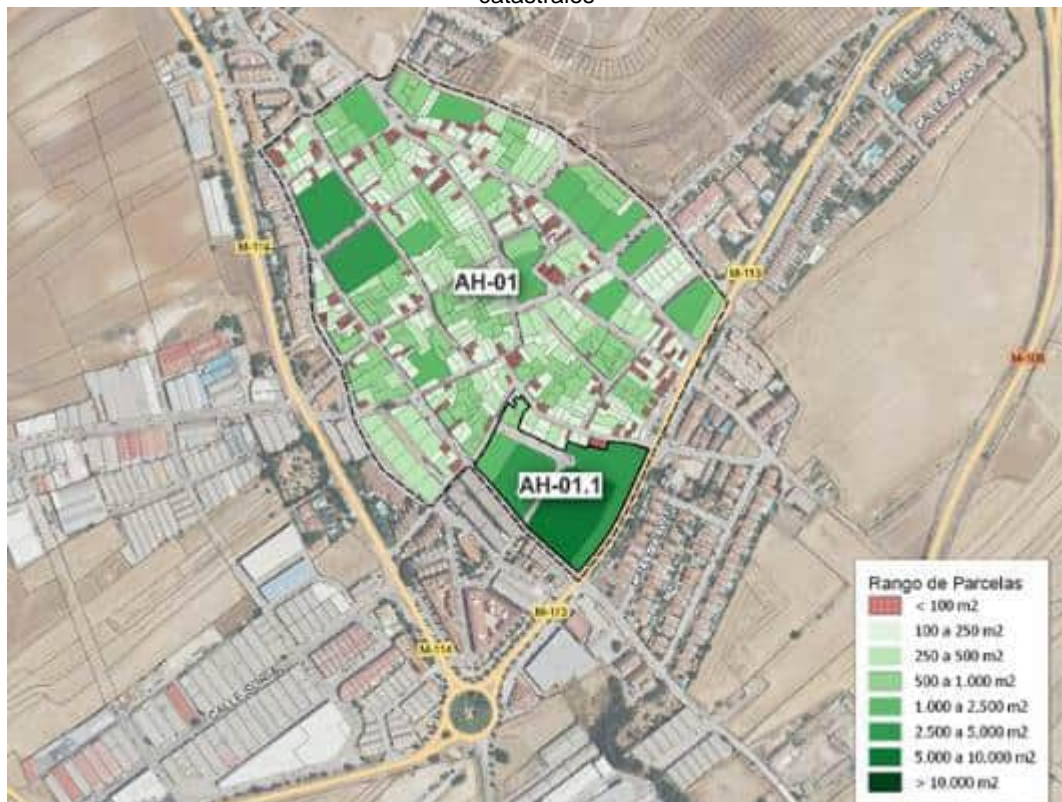 catastrales
CALLE ACACIA
M-114
AH-01
M-113
M-108
AH-01.1
M-113
M-114
Rango de Parcelas
< 100 m2
100 a 250 m2
250 a 500 m2
500 a 1.000 m2
1.000 a 2.500 m2
2.500 a 5.000 m2
5.000 a 10.000 m2
> 10.000 m2